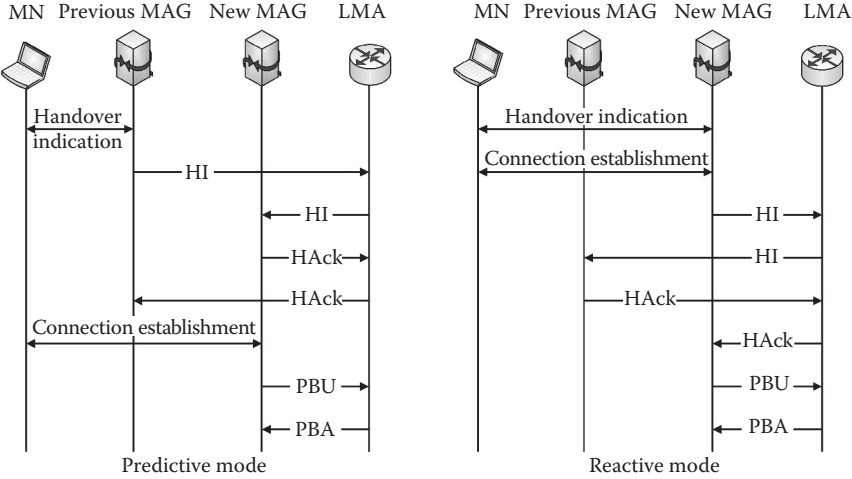 MN Previous MAG New MAG LMA
Handover
indication
HI
HI
HAck
HAck
Connection establishment
PBU
PBA
Predictive mode
MN Previous MAG New MAG LMA
Handover indication
Connection establishment
HI
HI
HAck
HAck
PBU
PBA
Reactive mode